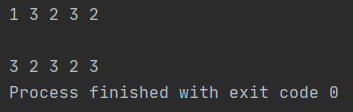 1 3 2 3 2
3 2 3 2 3
Process finished with exit code 0